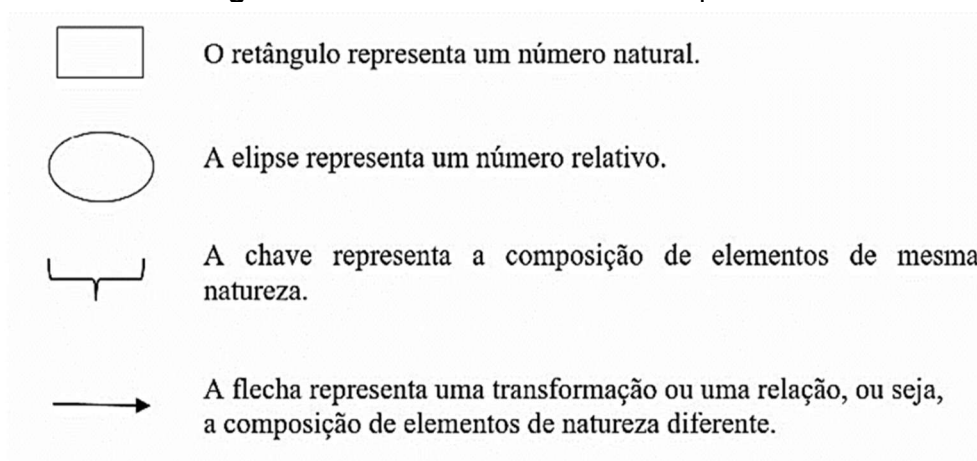 O retângulo representa um número natural.
A elipse representa um número relativo.
A chave representa a composição de elementos de mesma
natureza.
A flecha representa uma transformação ou uma relação, ou seja,
a composição de elementos de natureza diferente.